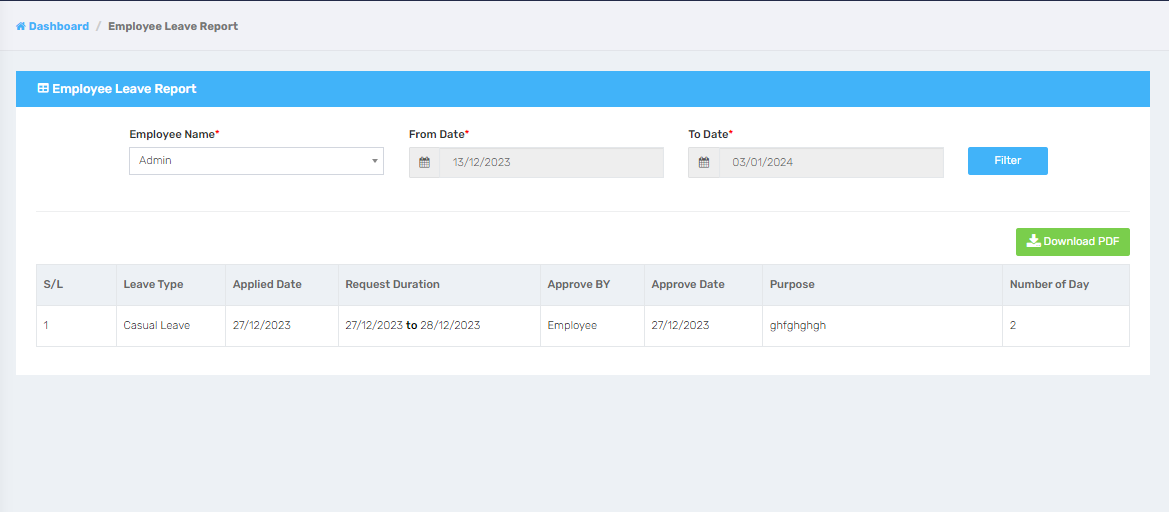 Dashboard / Employee Leave Report
Employee Leave Report
Employee Name* From Date* To Date*
Admin 13/12/2023 03/01/2024 Filter
Download PDF
S/L Leave Type Applied Date Request Duration Approve BY Approve Date Purpose Number of Day
1 Casual Leave 27/12/2023 27/12/2023 to 28/12/2023 Employee 27/12/2023 ghfghghgh 2